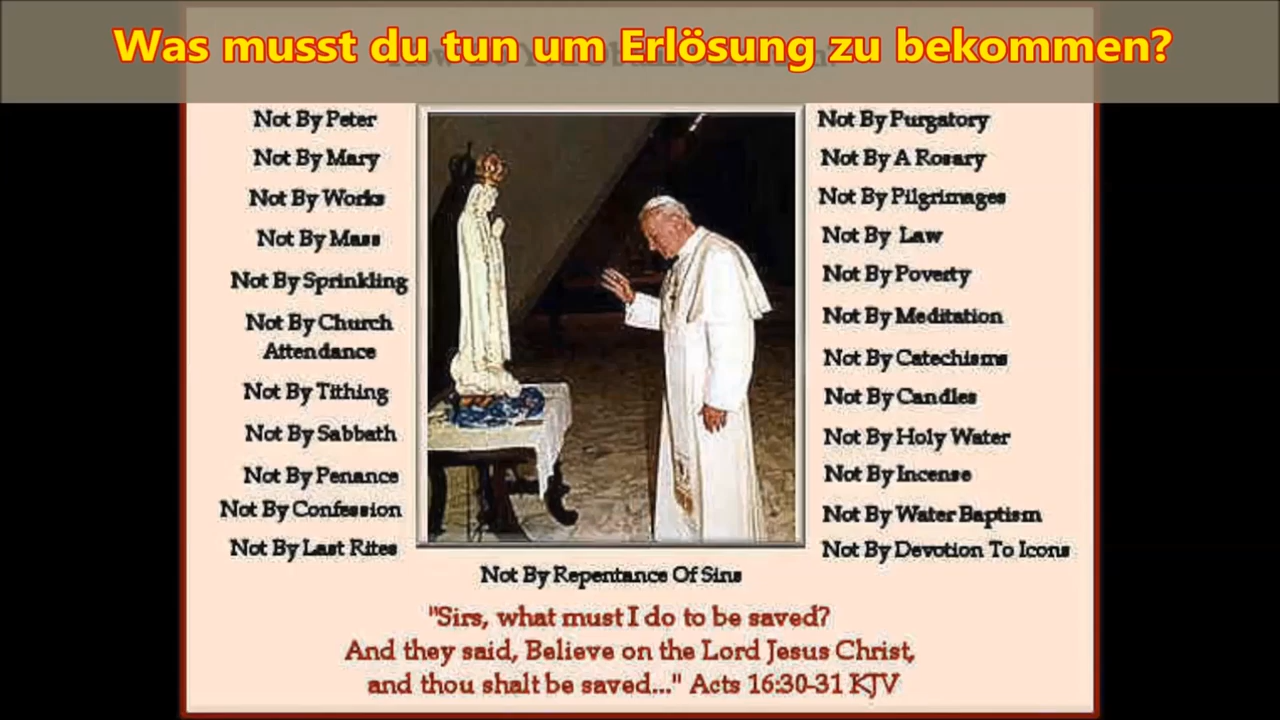 Was musst du tun um Erlösung zu bekommen?
Not By Peter
Not By Mary
Not By Works
Not By Mass
Not By Sprinkling
Not By Church
Attendance
Not By Tithing
Not By Sabbath
Not By Penance
Not By Confession
Not By Last Rites
Not By Purgatory
Not By A Rosary
Not By Pilgrimages
Not By Law
Not By Poverty
Not By Meditation
Not By Catechisms
Not By Candles
Not By Holy Water
Not By Incense
Not By Water Baptism
Not By Devotion To Icons
Not By Repentance Of Sins
"Sirs, what must I do to be saved?
And they said, Believe on the Lord Jesus Christ,
and thou shalt be saved..." Acts 16:30-31 KJV